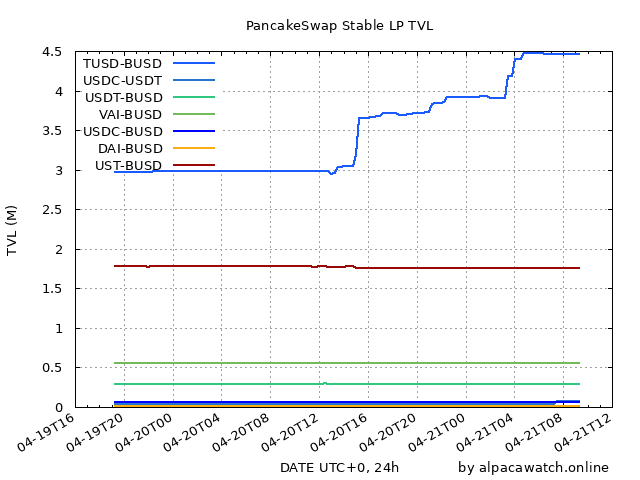 PancakeSwap Stable LP TVL
4.5
4
3.5
3
2.5
2
1.5
1
0.5
0
TVL (M)
TUSD-BUSD
USDC-USDT
USDT-BUSD
VAI-BUSD
USDC-BUSD
DAI-BUSD
UST-BUSD
04-19T16
04-19T20
04-20T00
04-20T04
04-20T08
04-20T12
04-20T16
04-20T20
04-21T00
04-21T04
04-21T08
04-21T12
DATE UTC+0, 24h
by alpacawatch.online